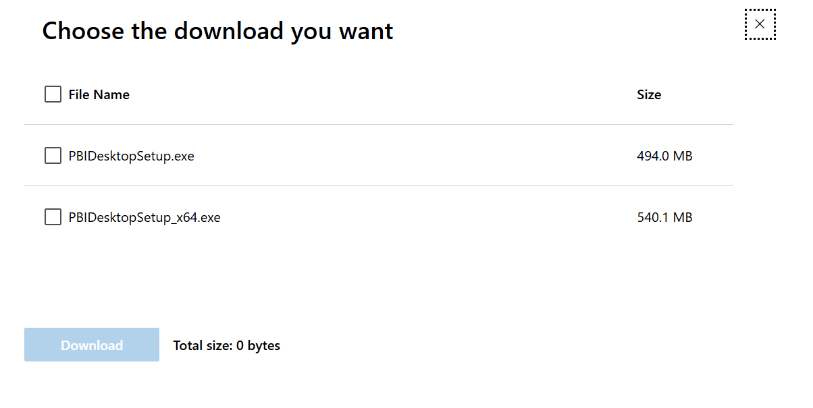 Choose the download you want
File Name Size
PBIDesktopSetup.exe 494.0 MB
PBIDesktopSetup_x64.exe 540.1 MB
Download Total size: 0 bytes